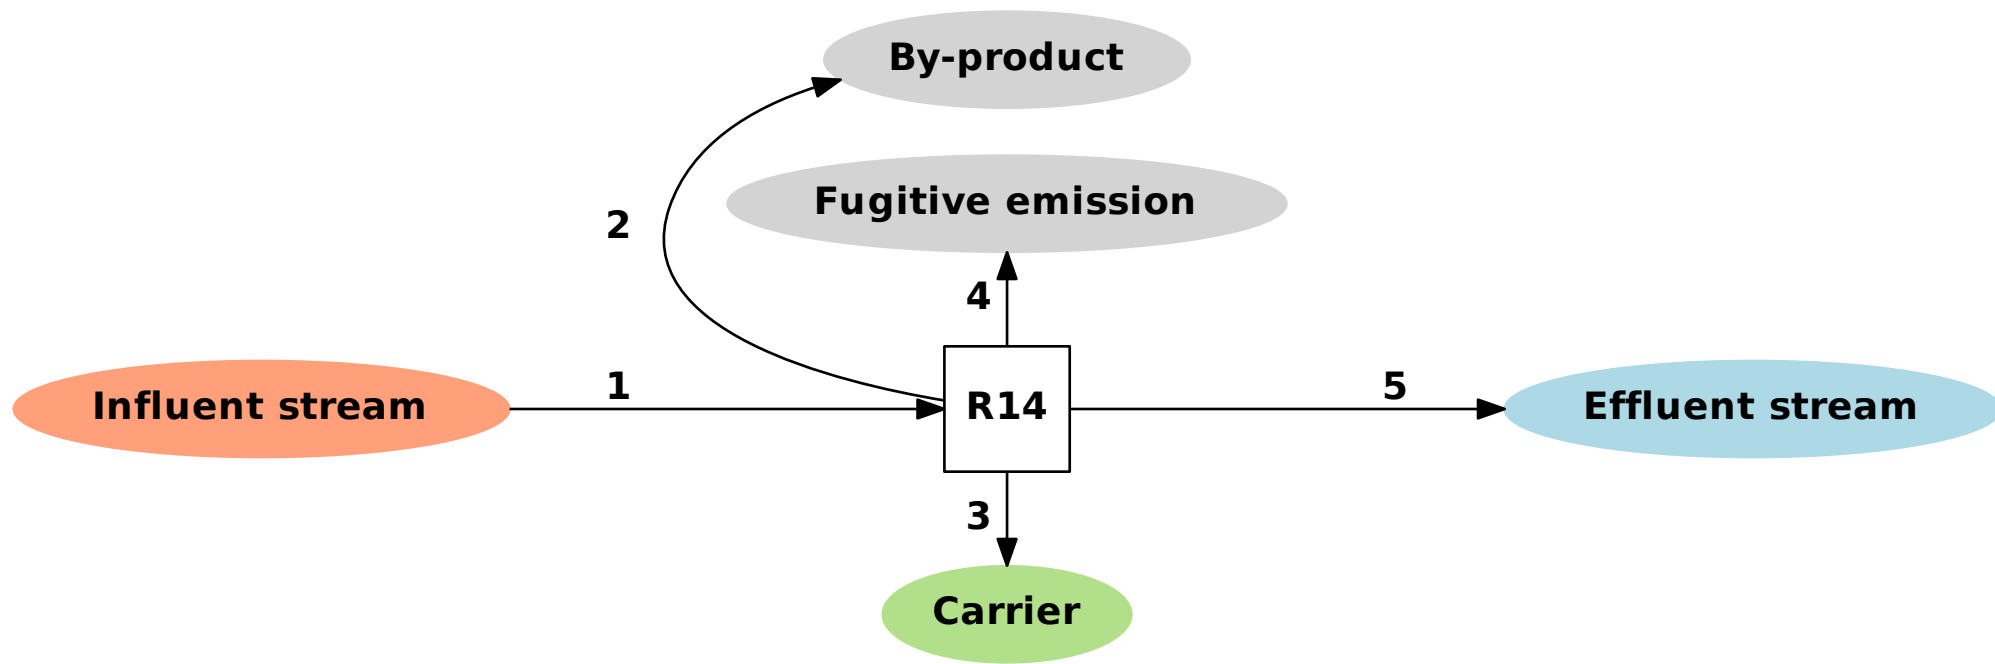 By-product
Fugitive emission
2
4
Influent stream
1
R14
5
Effluent stream
3
Carrier